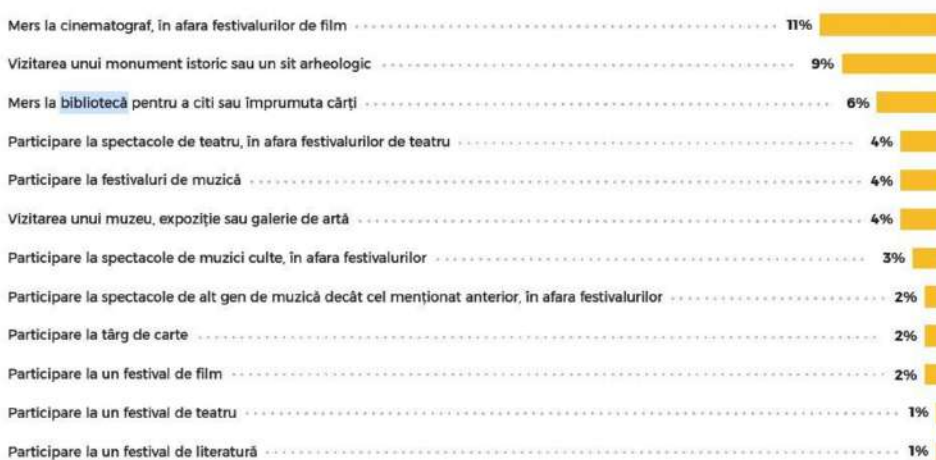 Mers la cinematograf, în afara festivalurilor de film 11%
Vizitarea unui monument istoric sau un sit arheologic 9%
Mers la bibliotecă pentru a citi sau împrumuta cărți 6%
Participare la spectacole de teatru, în afara festivalurilor de teatru 4%
Participare la festivaluri de muzică 4%
Vizitarea unui muzeu, expoziție sau galerie de artă 4%
Participare la spectacole de muzici culte, în afara festivalurilor 3%
Participare la spectacole de alt gen de muzică decât cel menționat anterior, în afara festivalurilor 2%
Participare la târg de carte 2%
Participare la un festival de film 2%
Participare la un festival de teatru 1%
Participare la un festival de literatură 1%